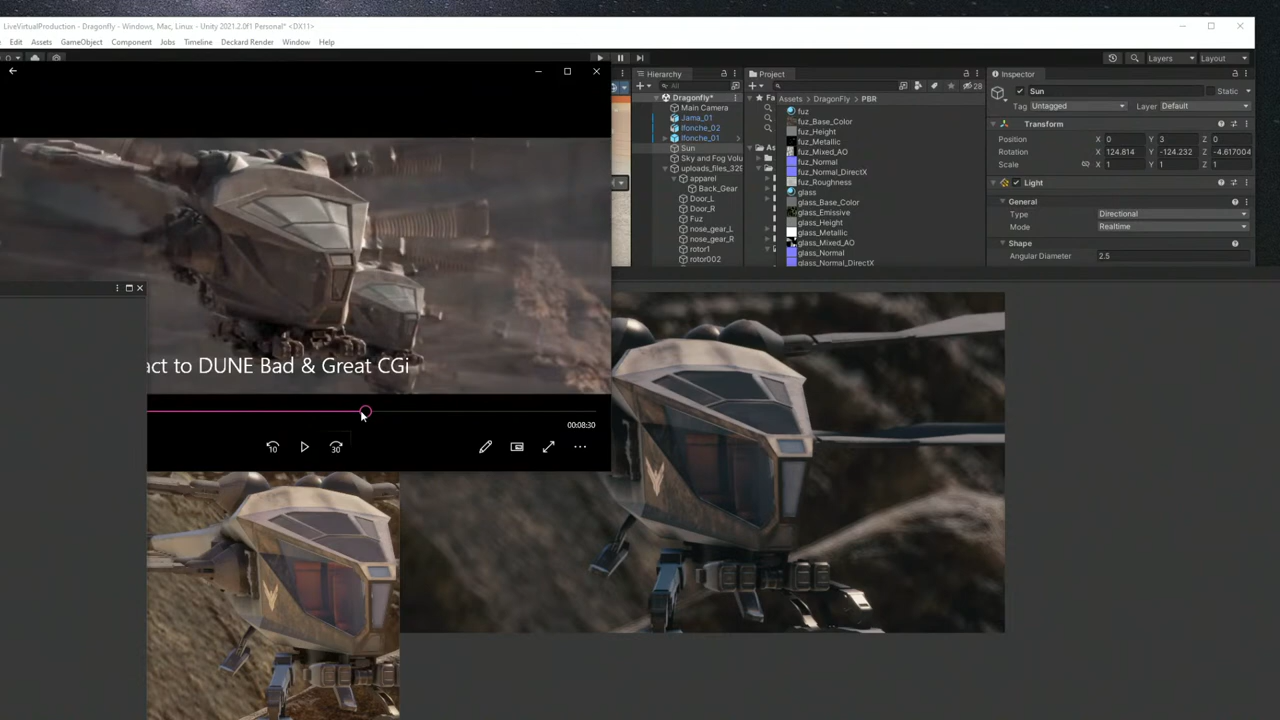 LiveVirtualProduction - Dragonfly - Windows, Mac, Linux - Unity 2021.2.0f1 Personal* <DX11>
Edit Assets GameObject Component Jobs Timeline Deckard Render Window Help
Layers Layout
Hierarchy
All
Dragonfly*
Main Camera
Jama_01
Ifonche_02
Ifonche_01
Sun
Sky and Fog Volu
uploads_files_329
apparel
Back_Gear
Door_L
Door_R
Fuz
nose_gear_L
nose_gear_R
rotor1
rotor002
Project
28
Assets > DragonFly > PBR
fuz
fuz_Base_Color
fuz_Height
fuz_Metallic
fuz_Mixed_AO
fuz_Normal
fuz_Normal_DirectX
fuz_Roughness
glass
glass_Base_Color
glass_Emissive
glass_Height
glass_Metallic
glass_Mixed_AO
glass_Normal
glass_Normal_DirectX
Inspector
Sun Static
Tag Untagged Layer Default
Transform
Position X 0 Y 3 Z 0
Rotation X 124.814 Y -124.232 Z -4.617004
Scale X 1 Y 1 Z 1
Light
General
Type Directional
Mode Realtime
Shape
Angular Diameter 2.5
act to DUNE Bad & Great CGi
00:08:30
10 30